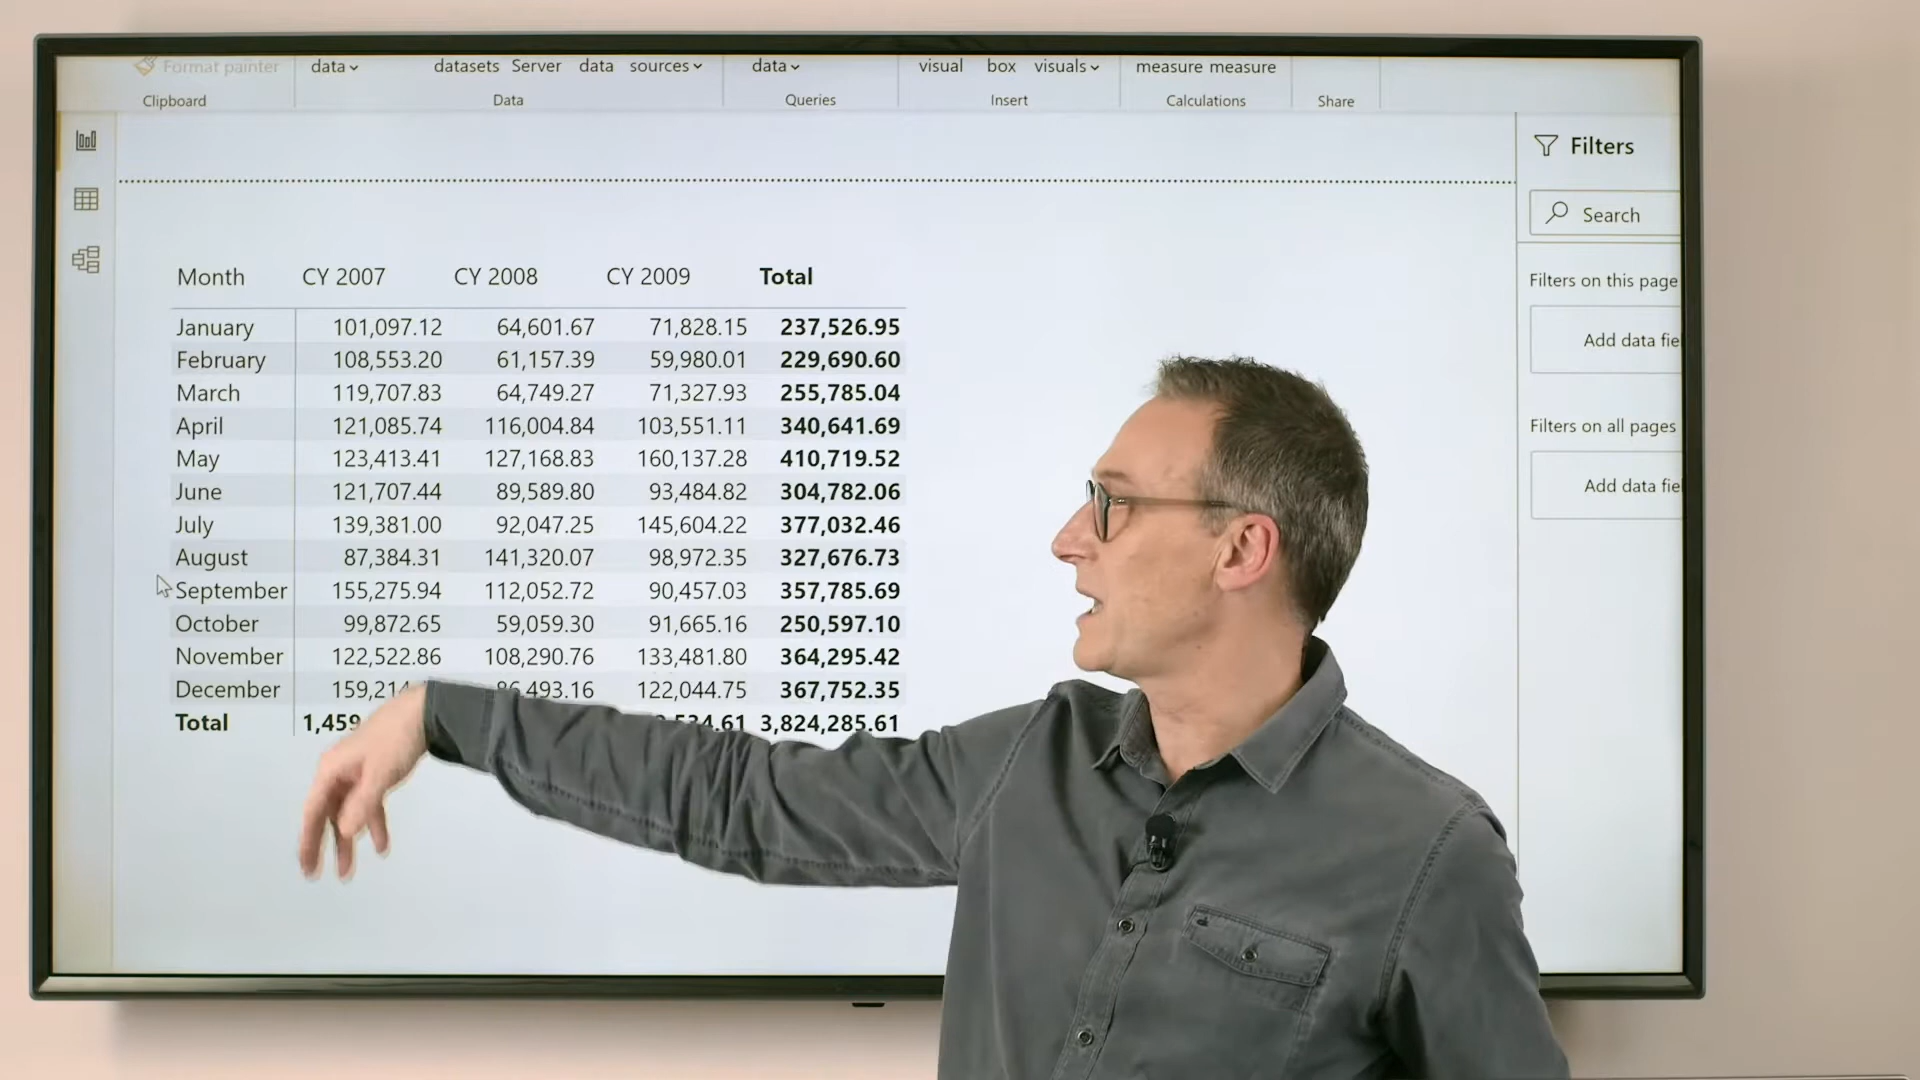 Format painter data datasets Server data sources data visual box visuals measure measure
Clipboard Data Queries Insert Calculations Share
Filters
Search
Filters on this page
Add data fie
Filters on all pages
Add data fie
Month CY 2007 CY 2008 CY 2009 Total
January 101,097.12 64,601.67 71,828.15 237,526.95
February 108,553.20 61,157.39 59,980.01 229,690.60
March 119,707.83 64,749.27 71,327.93 255,785.04
April 121,085.74 116,004.84 103,551.11 340,641.69
May 123,413.41 127,168.83 160,137.28 410,719.52
June 121,707.44 89,589.80 93,484.82 304,782.06
July 139,381.00 92,047.25 145,604.22 377,032.46
August 87,384.31 141,320.07 98,972.35 327,676.73
September 155,275.94 112,052.72 90,457.03 357,785.69
October 99,872.65 59,059.30 91,665.16 250,597.10
November 122,522.86 108,290.76 133,481.80 364,295.42
December 159,214 86,493.16 122,044.75 367,752.35
Total 1,459 534.61 3,824,285.61